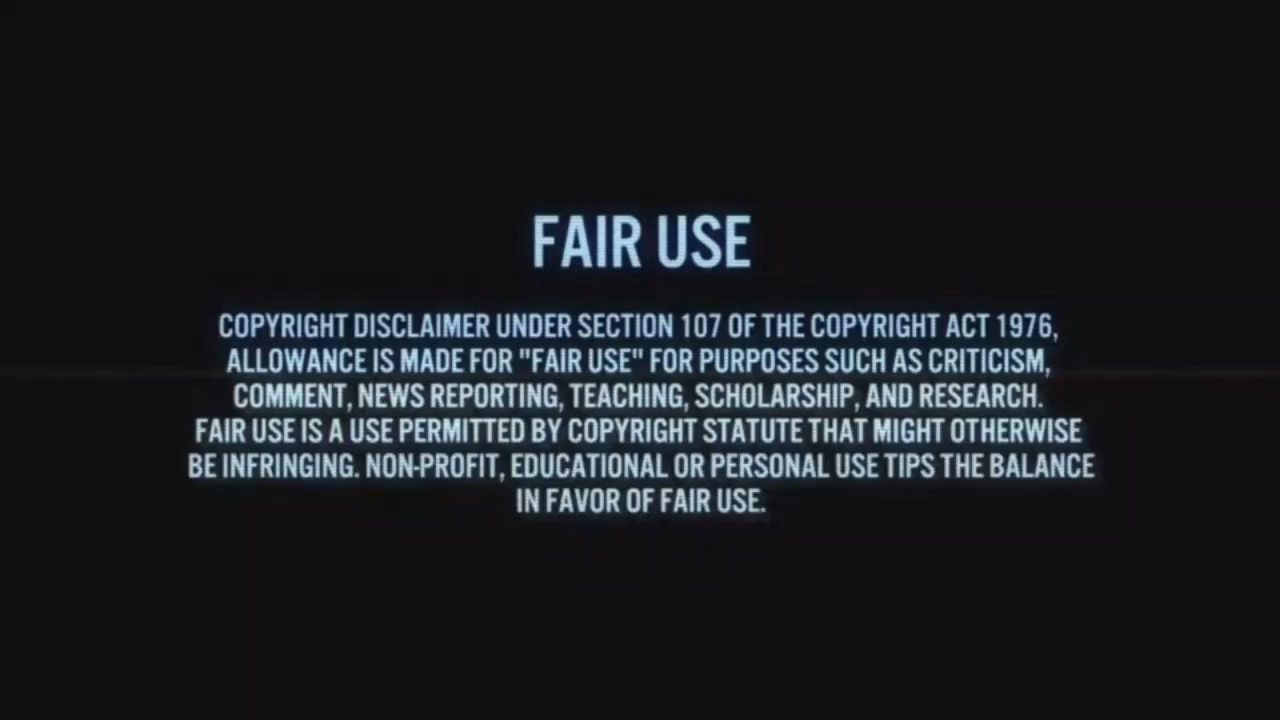 FAIR USE
COPYRIGHT DISCLAIMER UNDER SECTION 107 OF THE COPYRIGHT ACT 1976,
ALLOWANCE IS MADE FOR "FAIR USE" FOR PURPOSES SUCH AS CRITICISM,
COMMENT, NEWS REPORTING, TEACHING, SCHOLARSHIP, AND RESEARCH.
FAIR USE IS A USE PERMITTED BY COPYRIGHT STATUTE THAT MIGHT OTHERWISE
BE INFRINGING. NON-PROFIT, EDUCATIONAL OR PERSONAL USE TIPS THE BALANCE
IN FAVOR OF FAIR USE.